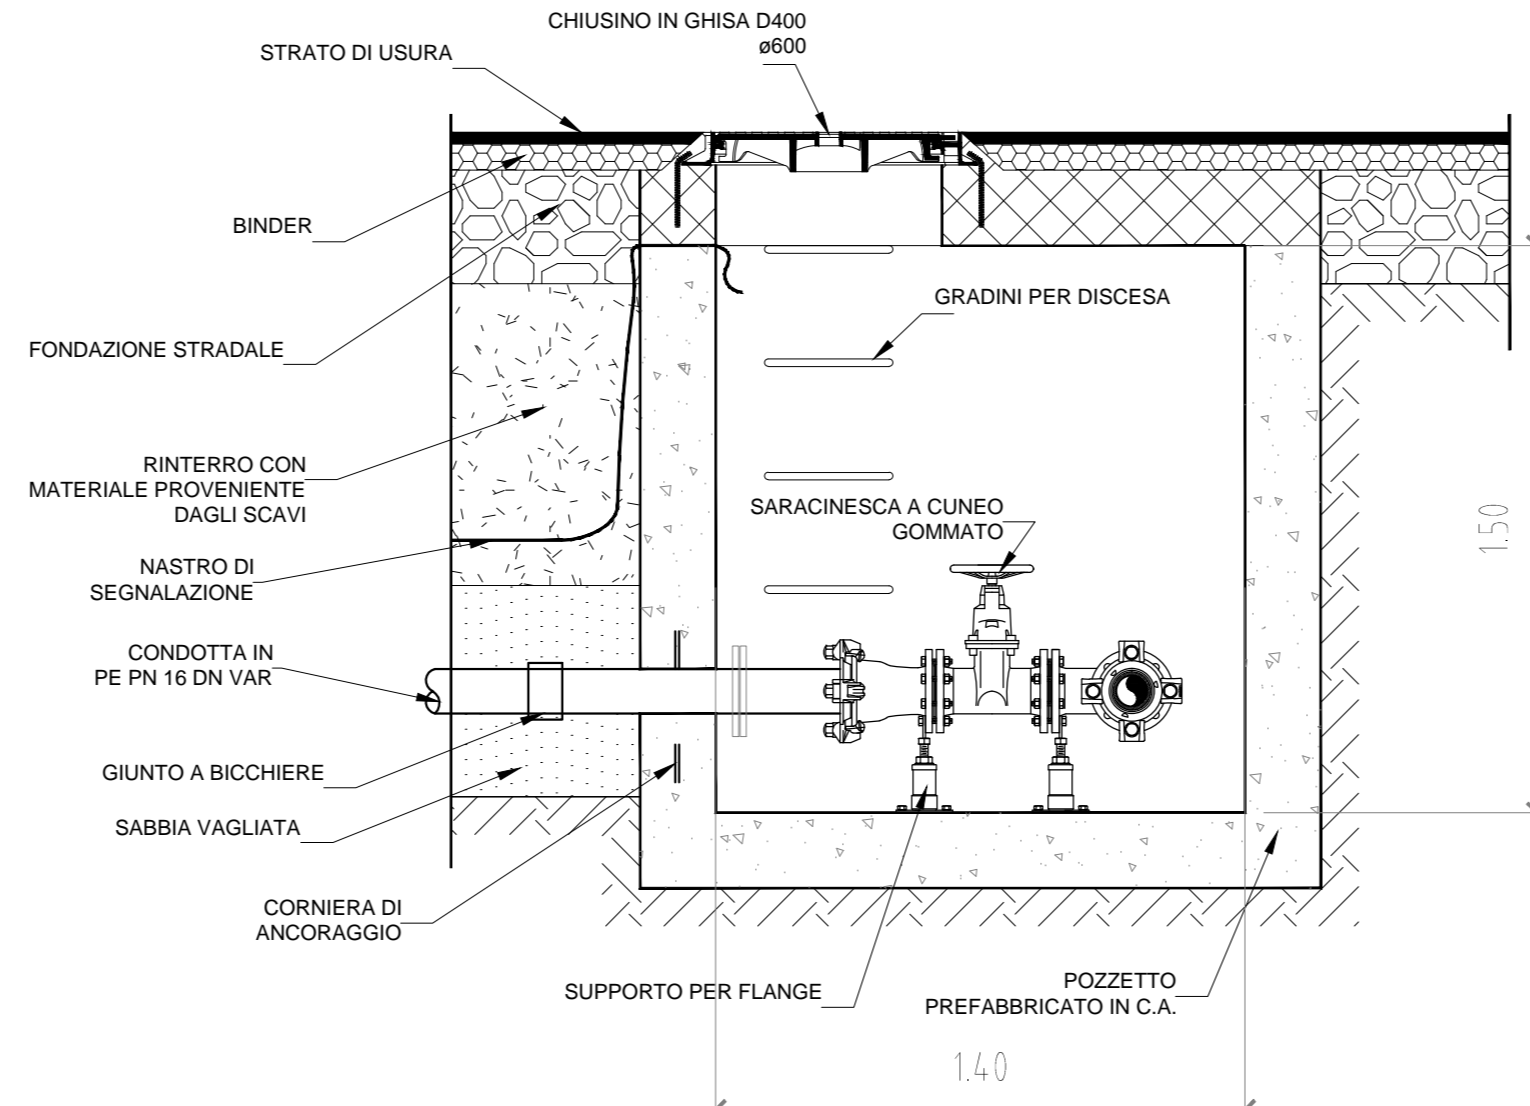 CHIUSINO IN GHISA D400
ø600
STRATO DI USURA
BINDER
FONDAZIONE STRADALE
GRADINI PER DISCESA
RINTERRO CON
MATERIALE PROVENIENTE
DAGLI SCAVI
SARACINESCA A CUNEO
GOMMATO
1.50
NASTRO DI
SEGNALAZIONE
CONDOTTA IN
PE PN 16 DN VAR
GIUNTO A BICCHIERE
SABBIA VAGLIATA
CORNIERA DI
ANCORAGGIO
SUPPORTO PER FLANGE
POZZETTO
PREFABBRICATO IN C.A.
1.40